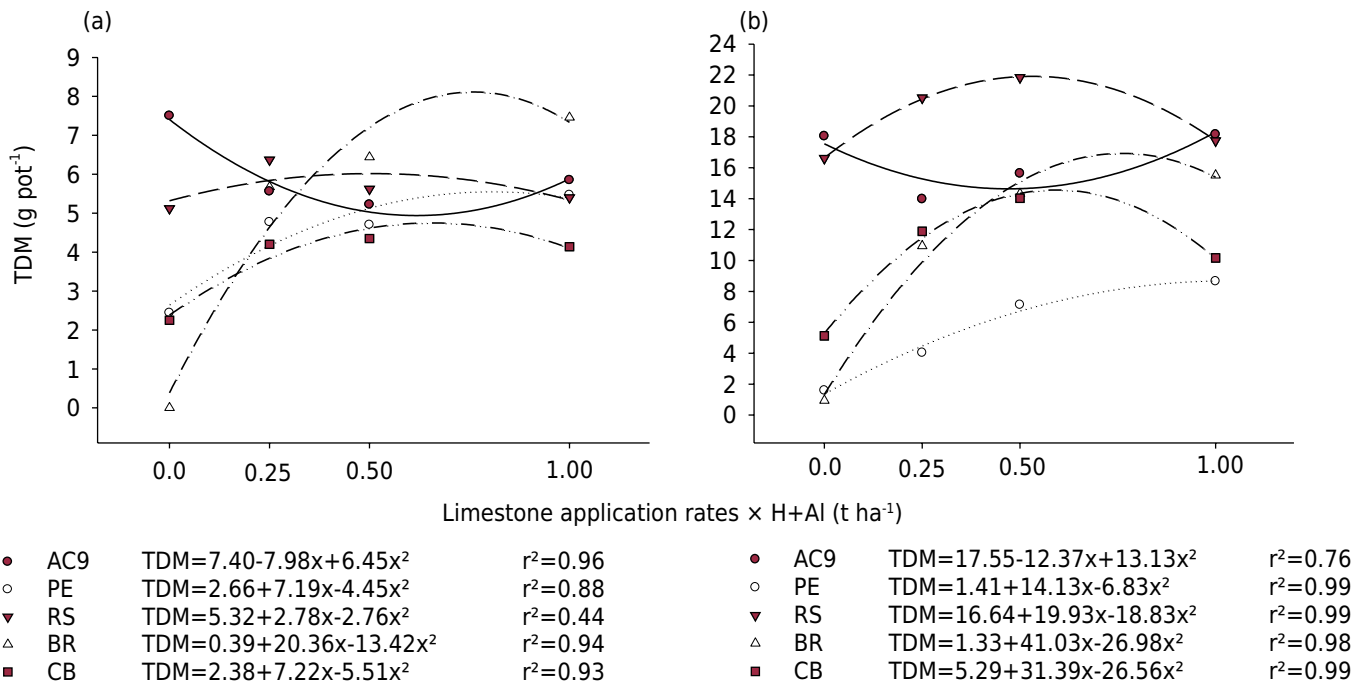 (a)
(b)
TDM (g pot⁻¹)
9
8
7
6
5
4
3
2
1
0
24
22
20
18
16
14
12
10
8
6
4
2
0
0.0 0.25 0.50 1.00
0.0 0.25 0.50 1.00
Limestone application rates × H+Al (t ha⁻¹)
AC9 TDM=7.40-7.98x+6.45x² r²=0.96
PE TDM=2.66+7.19x-4.45x² r²=0.88
RS TDM=5.32+2.78x-2.76x² r²=0.44
BR TDM=0.39+20.36x-13.42x² r²=0.94
CB TDM=2.38+7.22x-5.51x² r²=0.93
AC9 TDM=17.55-12.37x+13.13x² r²=0.76
PE TDM=1.41+14.13x-6.83x² r²=0.99
RS TDM=16.64+19.93x-18.83x² r²=0.99
BR TDM=1.33+41.03x-26.98x² r²=0.98
CB TDM=5.29+31.39x-26.56x² r²=0.99